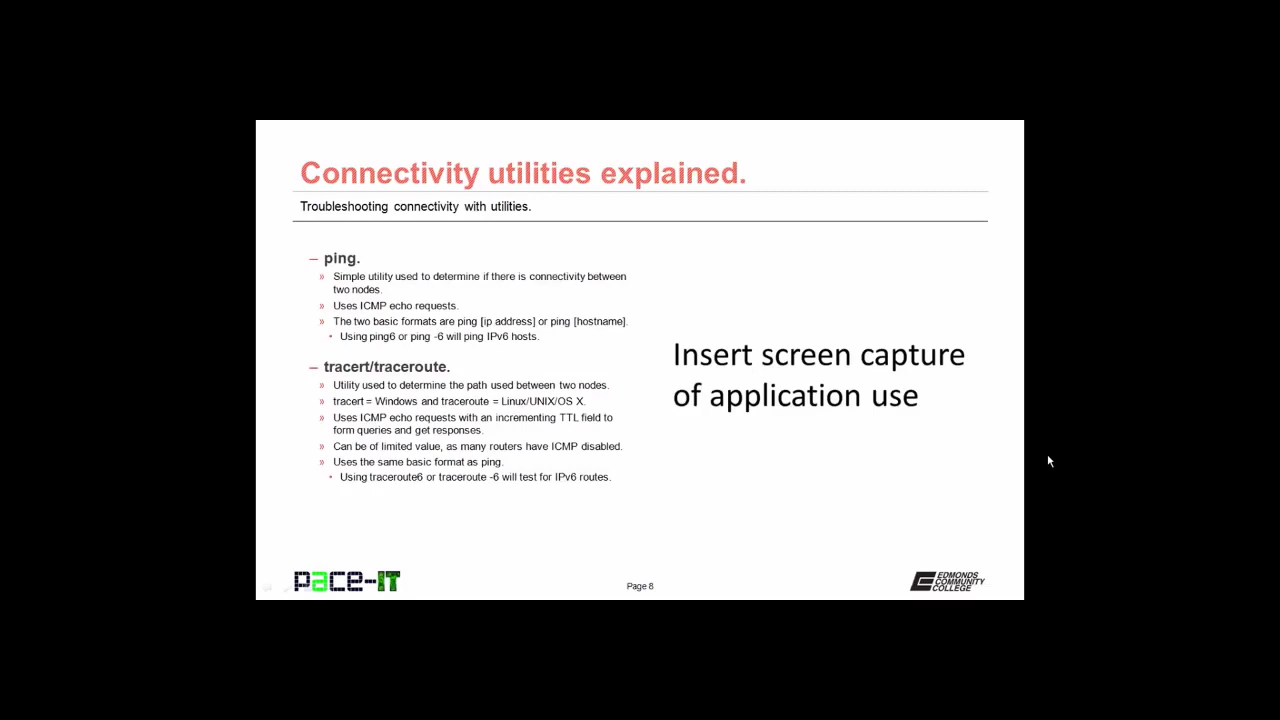 Connectivity utilities explained.
Troubleshooting connectivity with utilities.
– ping.
» Simple utility used to determine if there is connectivity between
two nodes.
» Uses ICMP echo requests.
» The two basic formats are ping [ip address] or ping [hostname].
• Using ping6 or ping -6 will ping IPv6 hosts.
– tracert/traceroute.
» Utility used to determine the path used between two nodes.
» tracert = Windows and traceroute = Linux/UNIX/OS X.
» Uses ICMP echo requests with an incrementing TTL field to
form queries and get responses.
» Can be of limited value, as many routers have ICMP disabled.
» Uses the same basic format as ping.
• Using traceroute6 or traceroute -6 will test for IPv6 routes.
Insert screen capture
of application use
pace-IT
Page 8
EDMONDS
COMMUNITY
COLLEGE